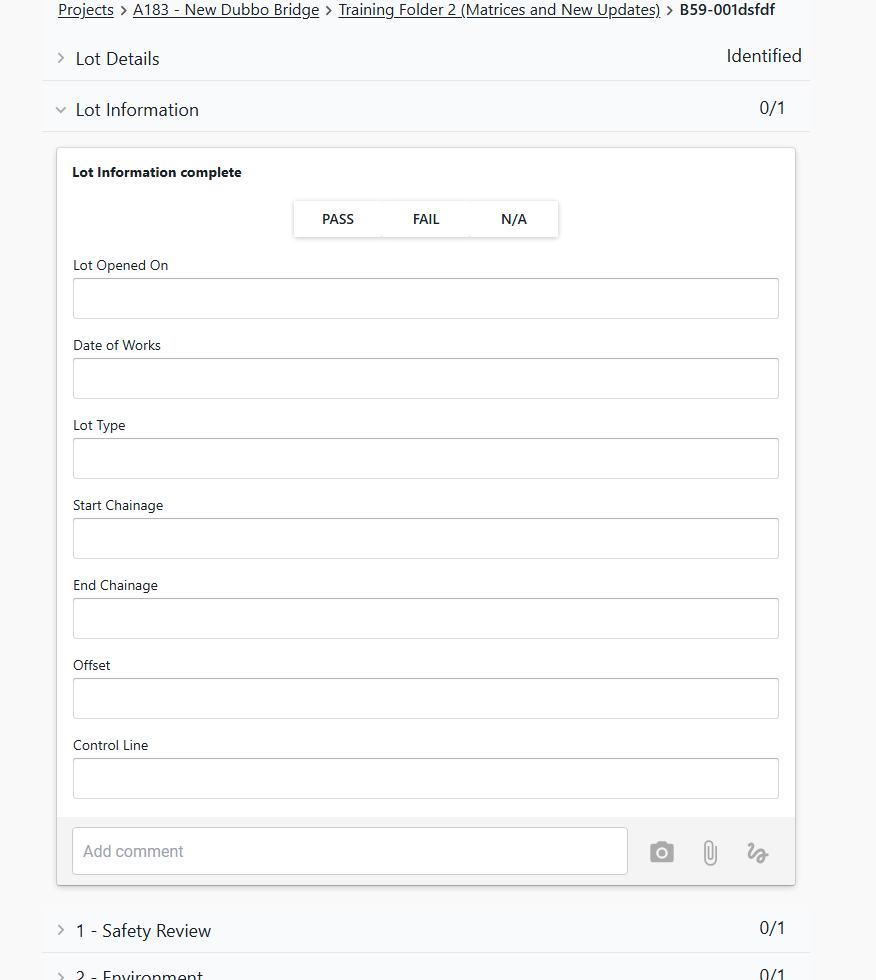 Projects > A183 - New Dubbo Bridge > Training Folder 2 (Matrices and New Updates) > B59-001dsfdf
Lot Details Identified
Lot Information 0/1
Lot Information complete
PASS FAIL N/A
Lot Opened On
Date of Works
Lot Type
Start Chainage
End Chainage
Offset
Control Line
Add comment
1 - Safety Review 0/1
2 - Environment 0/1